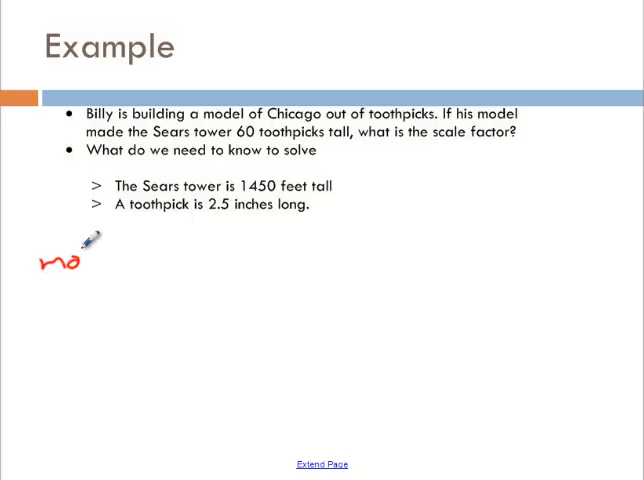 Example
• Billy is building a model of Chicago out of toothpicks. If his model
made the Sears tower 60 toothpicks tall, what is the scale factor?
• What do we need to know to solve
> The Sears tower is 1450 feet tall
> A toothpick is 2.5 inches long.
mo
Extend Page